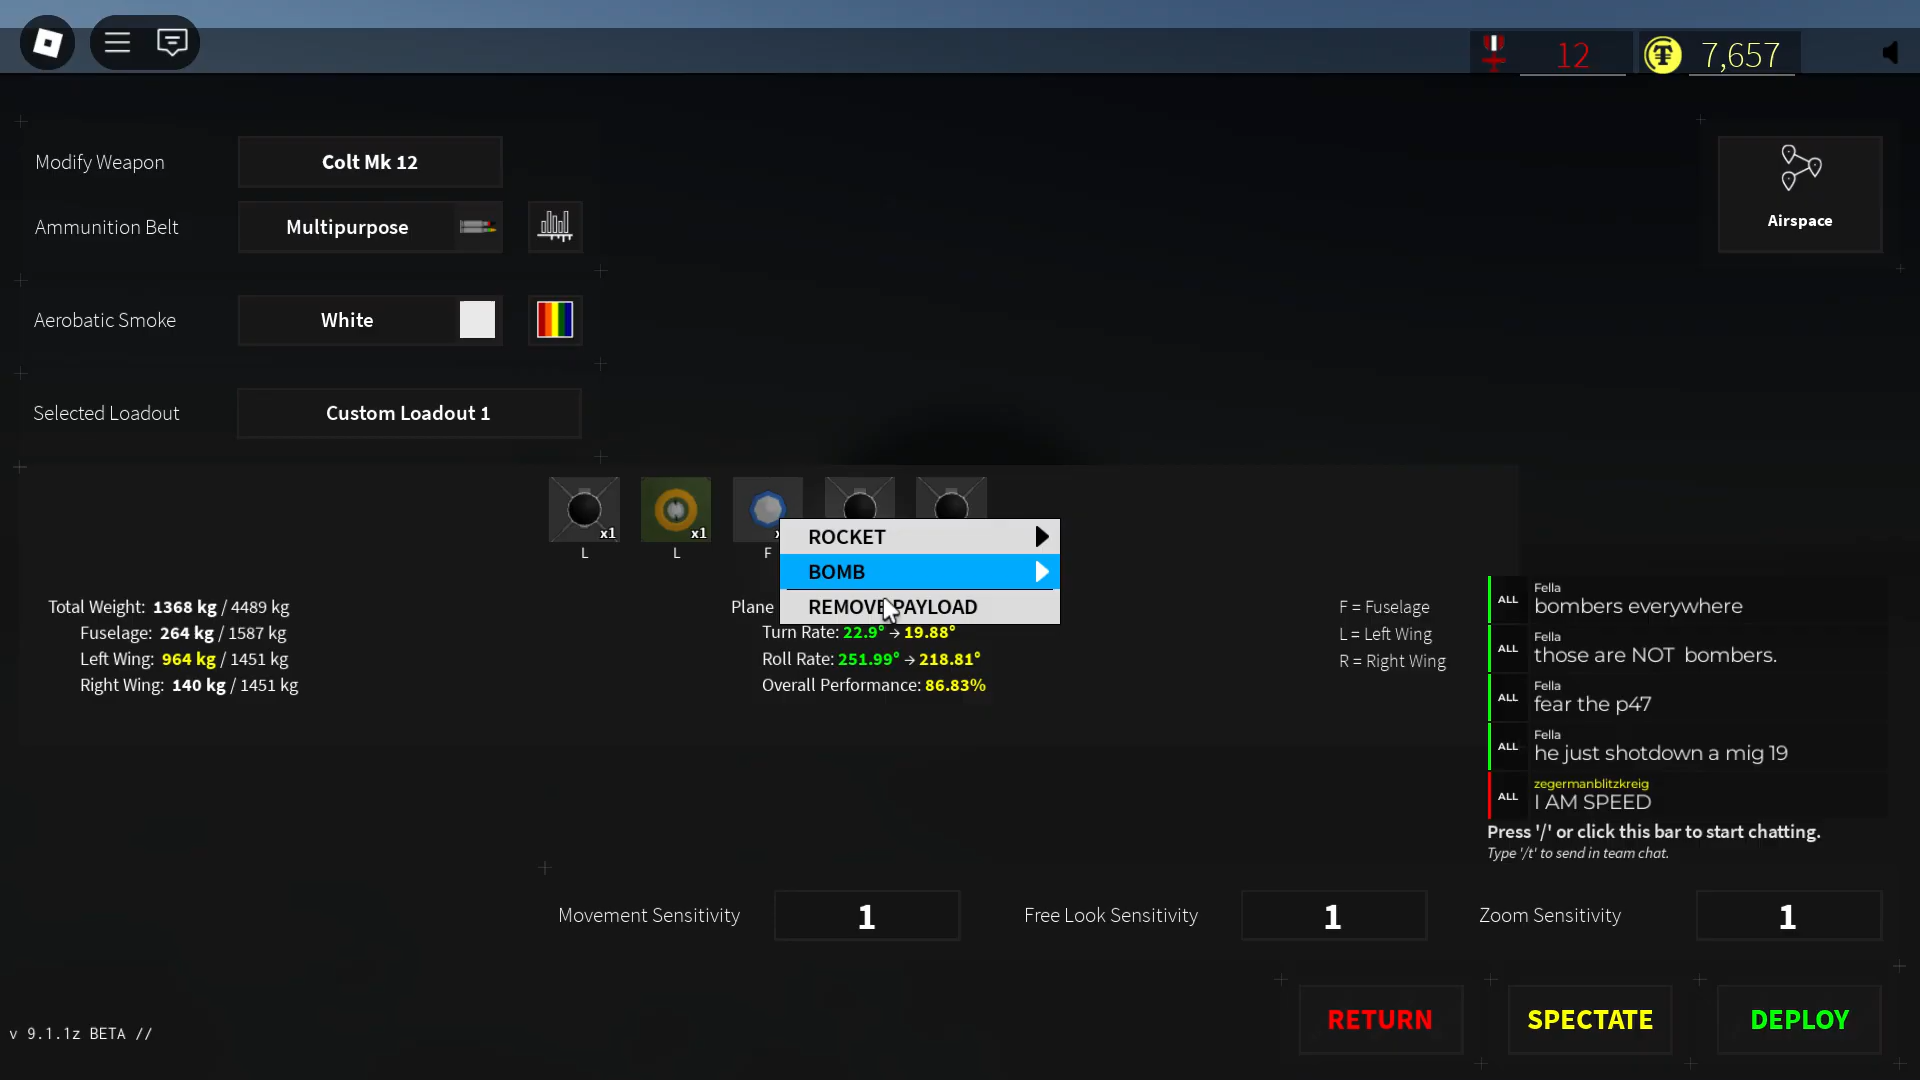 12
7,657
Modify Weapon
Colt Mk 12
Ammunition Belt
Multipurpose
Airspace
Aerobatic Smoke
White
Selected Loadout
Custom Loadout 1
x1
x1
L
L
F
ROCKET
BOMB
REMOVE PAYLOAD
Total Weight: 1368 kg / 4489 kg
Fuselage: 264 kg / 1587 kg
Left Wing: 964 kg / 1451 kg
Right Wing: 140 kg / 1451 kg
Plane
Turn Rate: 22.9° → 19.88°
Roll Rate: 251.99° → 218.81°
Overall Performance: 86.83%
F = Fuselage
L = Left Wing
R = Right Wing
ALL
Fella
bombers everywhere
ALL
Fella
those are NOT bombers.
ALL
Fella
fear the p47
ALL
Fella
he just shotdown a mig 19
ALL
zegermanblitzkreig
I AM SPEED
Press '/' or click this bar to start chatting.
Type '/t' to send in team chat.
Movement Sensitivity
1
Free Look Sensitivity
1
Zoom Sensitivity
1
v 9.1.1z BETA //
RETURN
SPECTATE
DEPLOY